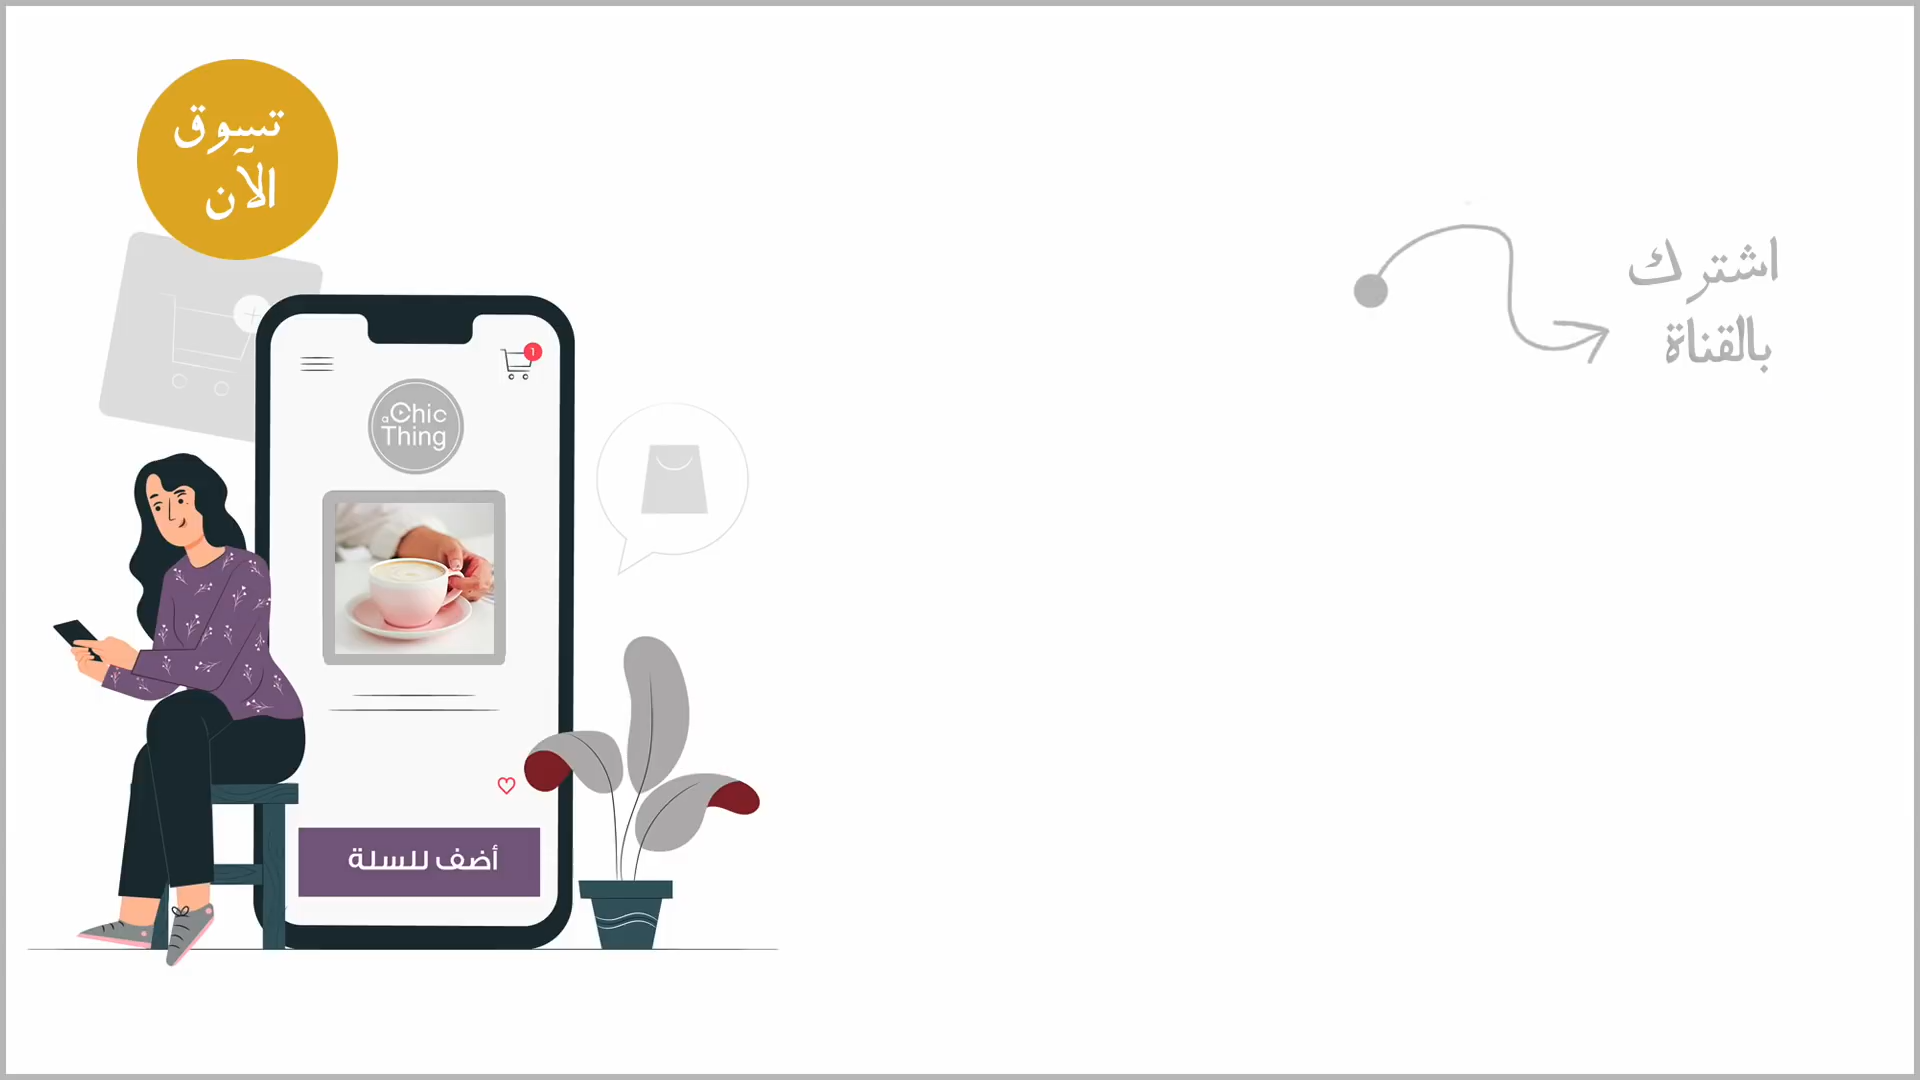 تسوق
الآن
اشترك
بالقناة
1
a Chic
Thing
أضف للسلة